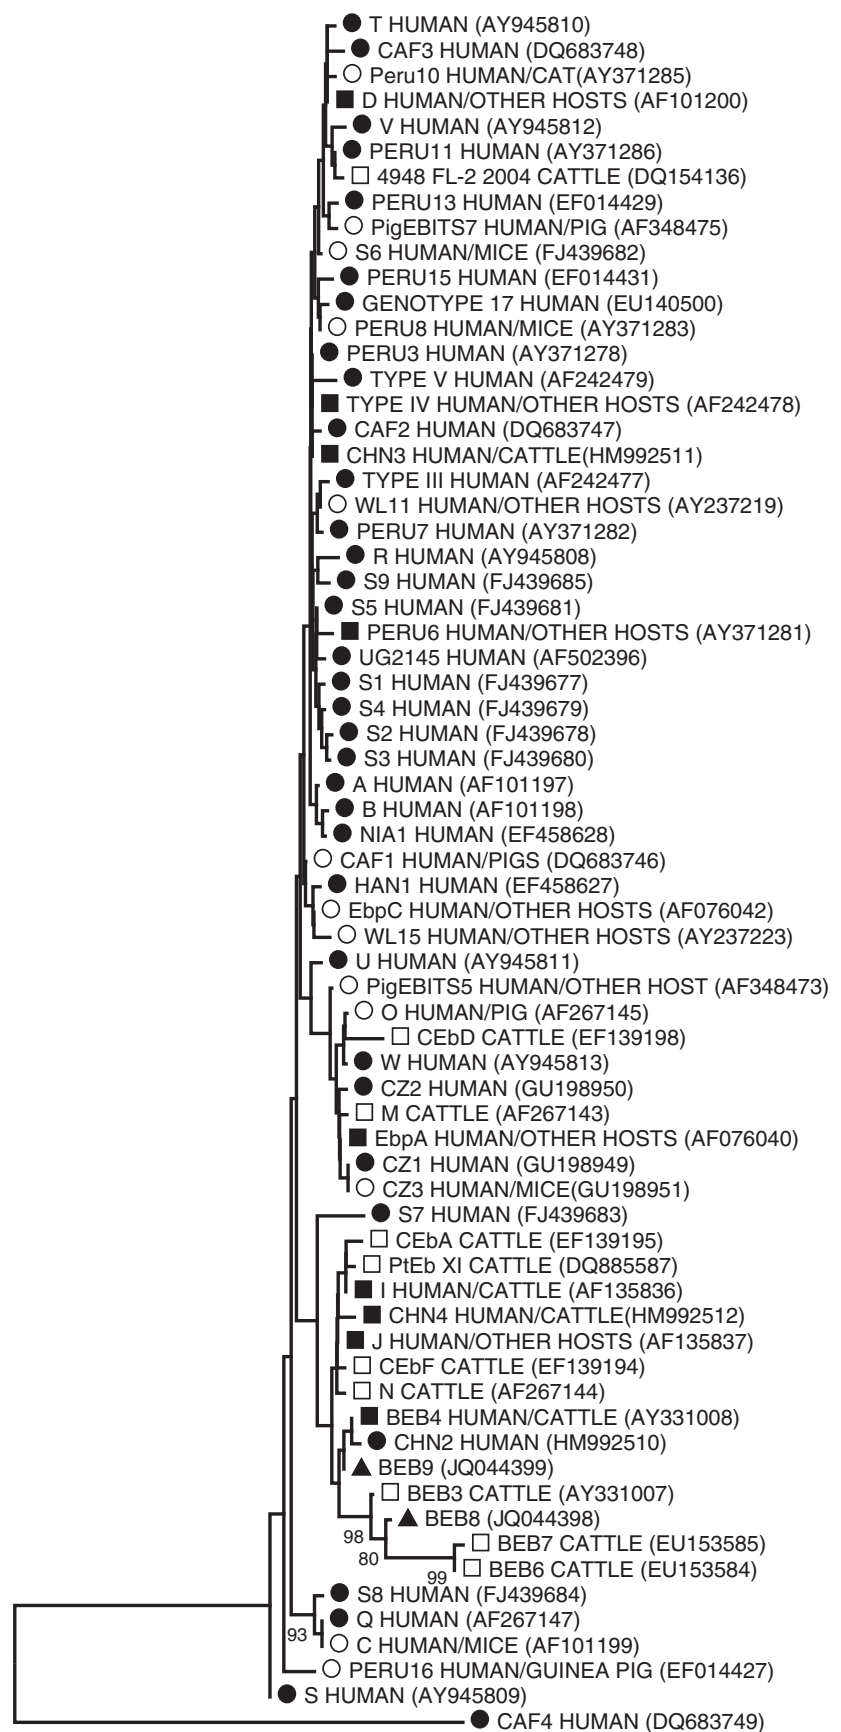 T HUMAN (AY945810)
CAF3 HUMAN (DQ683748)
Peru10 HUMAN/CAT(AY371285)
D HUMAN/OTHER HOSTS (AF101200)
V HUMAN (AY945812)
PERU11 HUMAN (AY371286)
4948 FL-2 2004 CATTLE (DQ154136)
PERU13 HUMAN (EF014429)
PigEBITS7 HUMAN/PIG (AF348475)
S6 HUMAN/MICE (FJ439682)
PERU15 HUMAN (EF014431)
GENOTYPE 17 HUMAN (EU140500)
PERU8 HUMAN/MICE (AY371283)
PERU3 HUMAN (AY371278)
TYPE V HUMAN (AF242479)
TYPE IV HUMAN/OTHER HOSTS (AF242478)
CAF2 HUMAN (DQ683747)
CHN3 HUMAN/CATTLE(HM992511)
TYPE III HUMAN (AF242477)
WL11 HUMAN/OTHER HOSTS (AY237219)
PERU7 HUMAN (AY371282)
R HUMAN (AY945808)
S9 HUMAN (FJ439685)
S5 HUMAN (FJ439681)
PERU6 HUMAN/OTHER HOSTS (AY371281)
UG2145 HUMAN (AF502396)
S1 HUMAN (FJ439677)
S4 HUMAN (FJ439679)
S2 HUMAN (FJ439678)
S3 HUMAN (FJ439680)
A HUMAN (AF101197)
B HUMAN (AF101198)
NIA1 HUMAN (EF458628)
CAF1 HUMAN/PIGS (DQ683746)
HAN1 HUMAN (EF458627)
EbpC HUMAN/OTHER HOSTS (AF076042)
WL15 HUMAN/OTHER HOSTS (AY237223)
U HUMAN (AY945811)
PigEBITS5 HUMAN/OTHER HOST (AF348473)
O HUMAN/PIG (AF267145)
CEbD CATTLE (EF139198)
W HUMAN (AY945813)
CZ2 HUMAN (GU198950)
M CATTLE (AF267143)
EbpA HUMAN/OTHER HOSTS (AF076040)
CZ1 HUMAN (GU198949)
CZ3 HUMAN/MICE(GU198951)
S7 HUMAN (FJ439683)
CEbA CATTLE (EF139195)
PtEb XI CATTLE (DQ885587)
I HUMAN/CATTLE (AF135836)
CHN4 HUMAN/CATTLE(HM992512)
J HUMAN/OTHER HOSTS (AF135837)
CEbF CATTLE (EF139194)
N CATTLE (AF267144)
BEB4 HUMAN/CATTLE (AY331008)
CHN2 HUMAN (HM992510)
BEB9 (JQ044399)
BEB3 CATTLE (AY331007)
BEB8 (JQ044398)
98
BEB7 CATTLE (EU153585)
80
BEB6 CATTLE (EU153584)
99
S8 HUMAN (FJ439684)
Q HUMAN (AF267147)
93
C HUMAN/MICE (AF101199)
PERU16 HUMAN/GUINEA PIG (EF014427)
S HUMAN (AY945809)
CAF4 HUMAN (DQ683749)